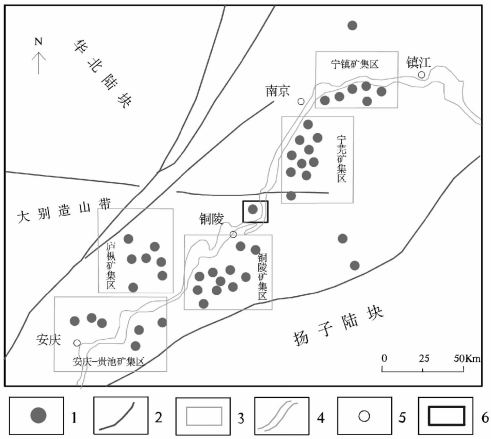 N
华北陆块
宁镇矿集区
镇江
南京
宁芜矿集区
大别造山带
铜陵
庐枞矿集区
铜陵矿集区
安庆
安庆-贵池矿集区
扬子陆块
0 25 50Km
1 2 3 4 5 6